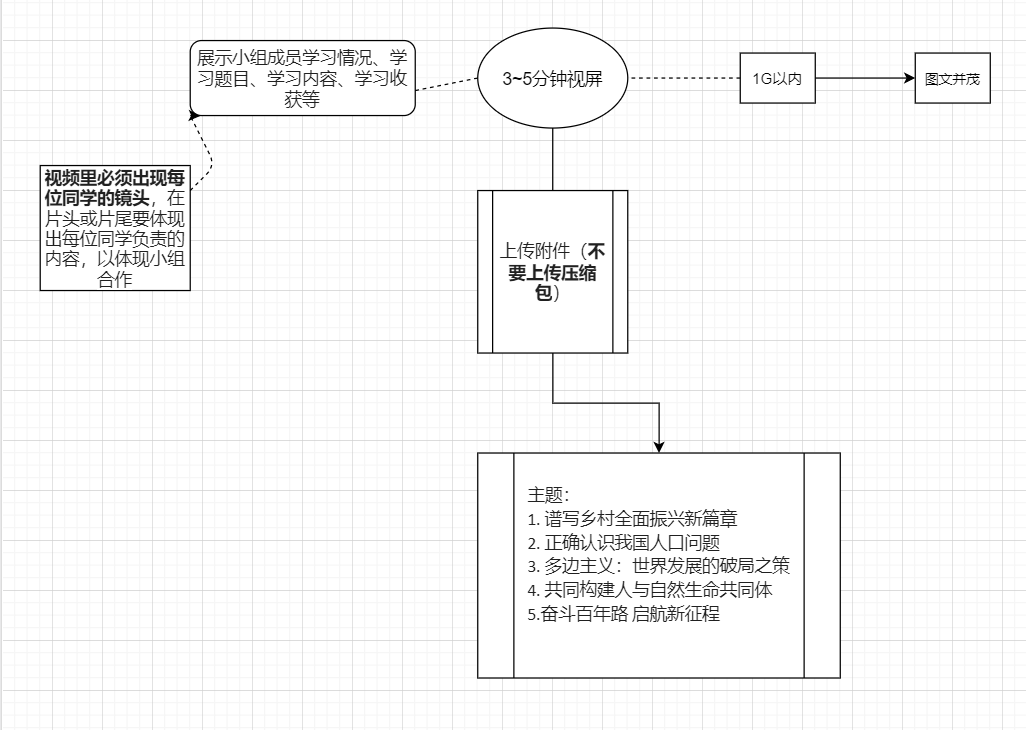 展示小组成员学习情况、学
习题目、学习内容、学习收
获等
3~5分钟视屏
1G以内
图文并茂
视频里必须出现每
位同学的镜头，在
片头或片尾要体现
出每位同学负责的
内容，以体现小组
合作
上传附件（不
要上传压缩
包）
主题：
1. 谱写乡村全面振兴新篇章
2. 正确认识我国人口问题
3. 多边主义：世界发展的破局之策
4. 共同构建人与自然生命共同体
5.奋斗百年路 启航新征程